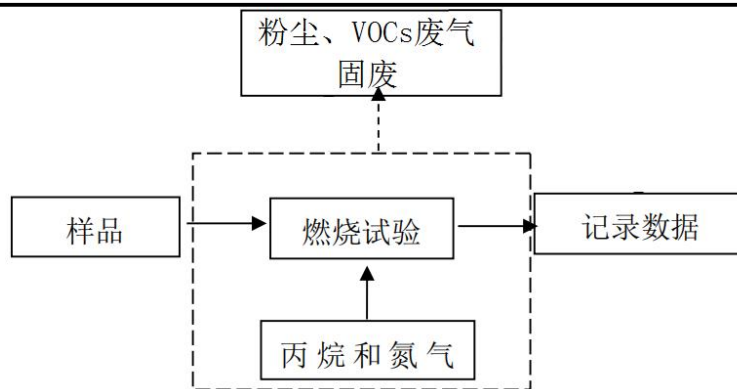 粉尘、VOCs废气
固废
样品
燃烧试验
记录数据
丙烷和氮气